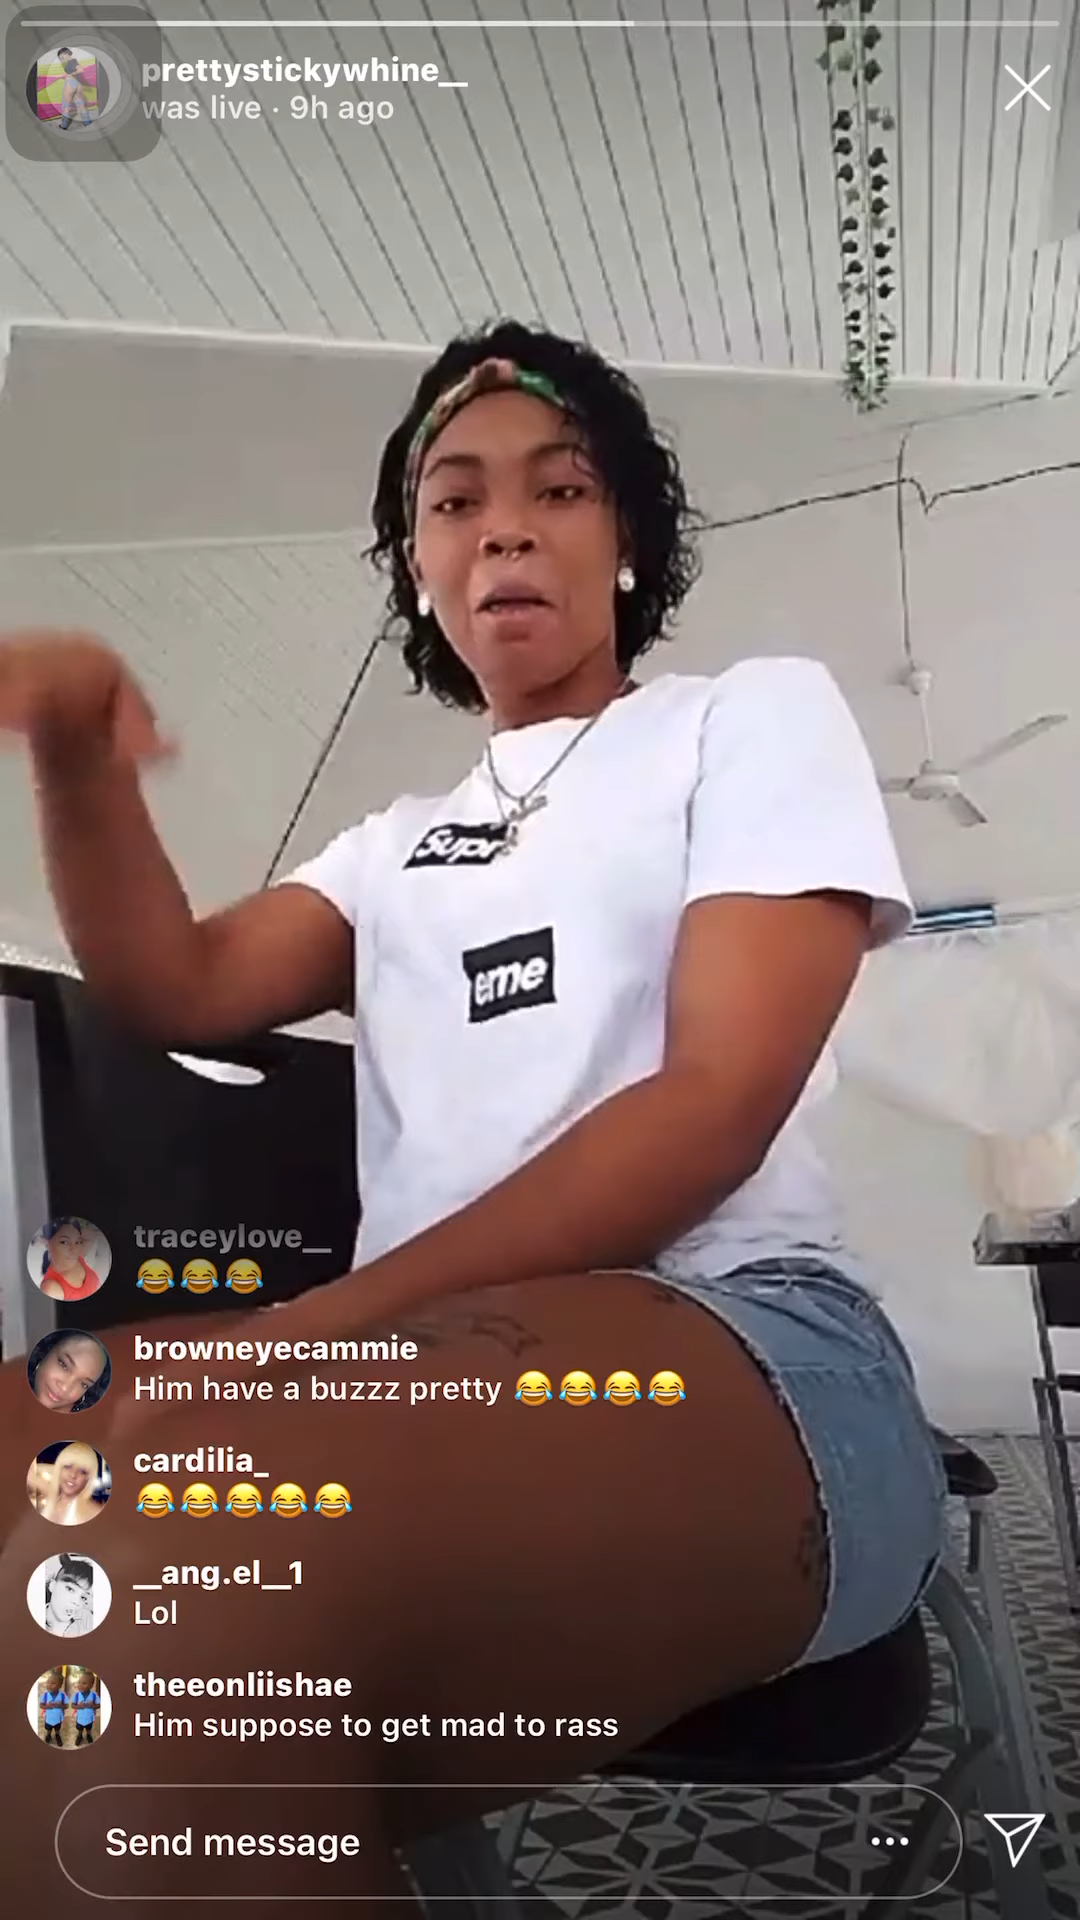 prettystickywhine__
was live · 9h ago
Supr
eme
traceylove__
😂😂😂
browneyecammie
Him have a buzzz pretty 😂😂😂😂
cardilia_
😂😂😂😂😂
__ang.el__1
Lol
theeonliishae
Him suppose to get mad to rass
Send message